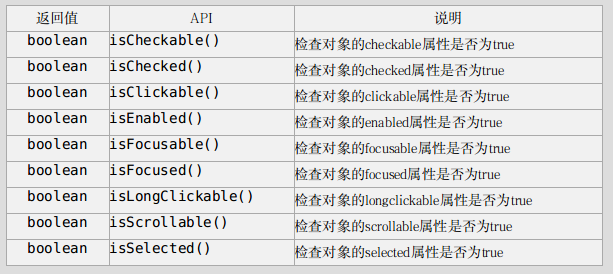 返回值 API 说明
boolean isCheckable() 检查对象的checkable属性是否为true
boolean isChecked() 检查对象的checked属性是否为true
boolean isClickable() 检查对象的clickable属性是否为true
boolean isEnabled() 检查对象的enabled属性是否为true
boolean isFocusable() 检查对象的focusable属性是否为true
boolean isFocused() 检查对象的focused属性是否为true
boolean isLongClickable() 检查对象的longclickable属性是否为true
boolean isScrollable() 检查对象的scrollable属性是否为true
boolean isSelected() 检查对象的selected属性是否为true